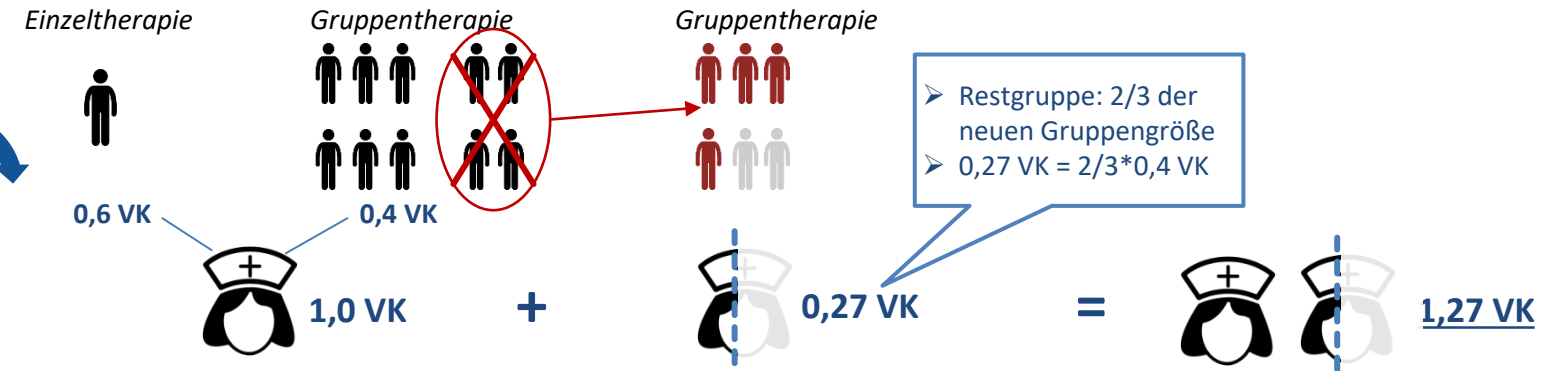 Einzeltherapie
Gruppentherapie
Gruppentherapie
➢ Restgruppe: 2/3 der
neuen Gruppengröße
➢ 0,27 VK = 2/3*0,4 VK
0,6 VK
0,4 VK
1,0 VK
+
0,27 VK
=
1,27 VK